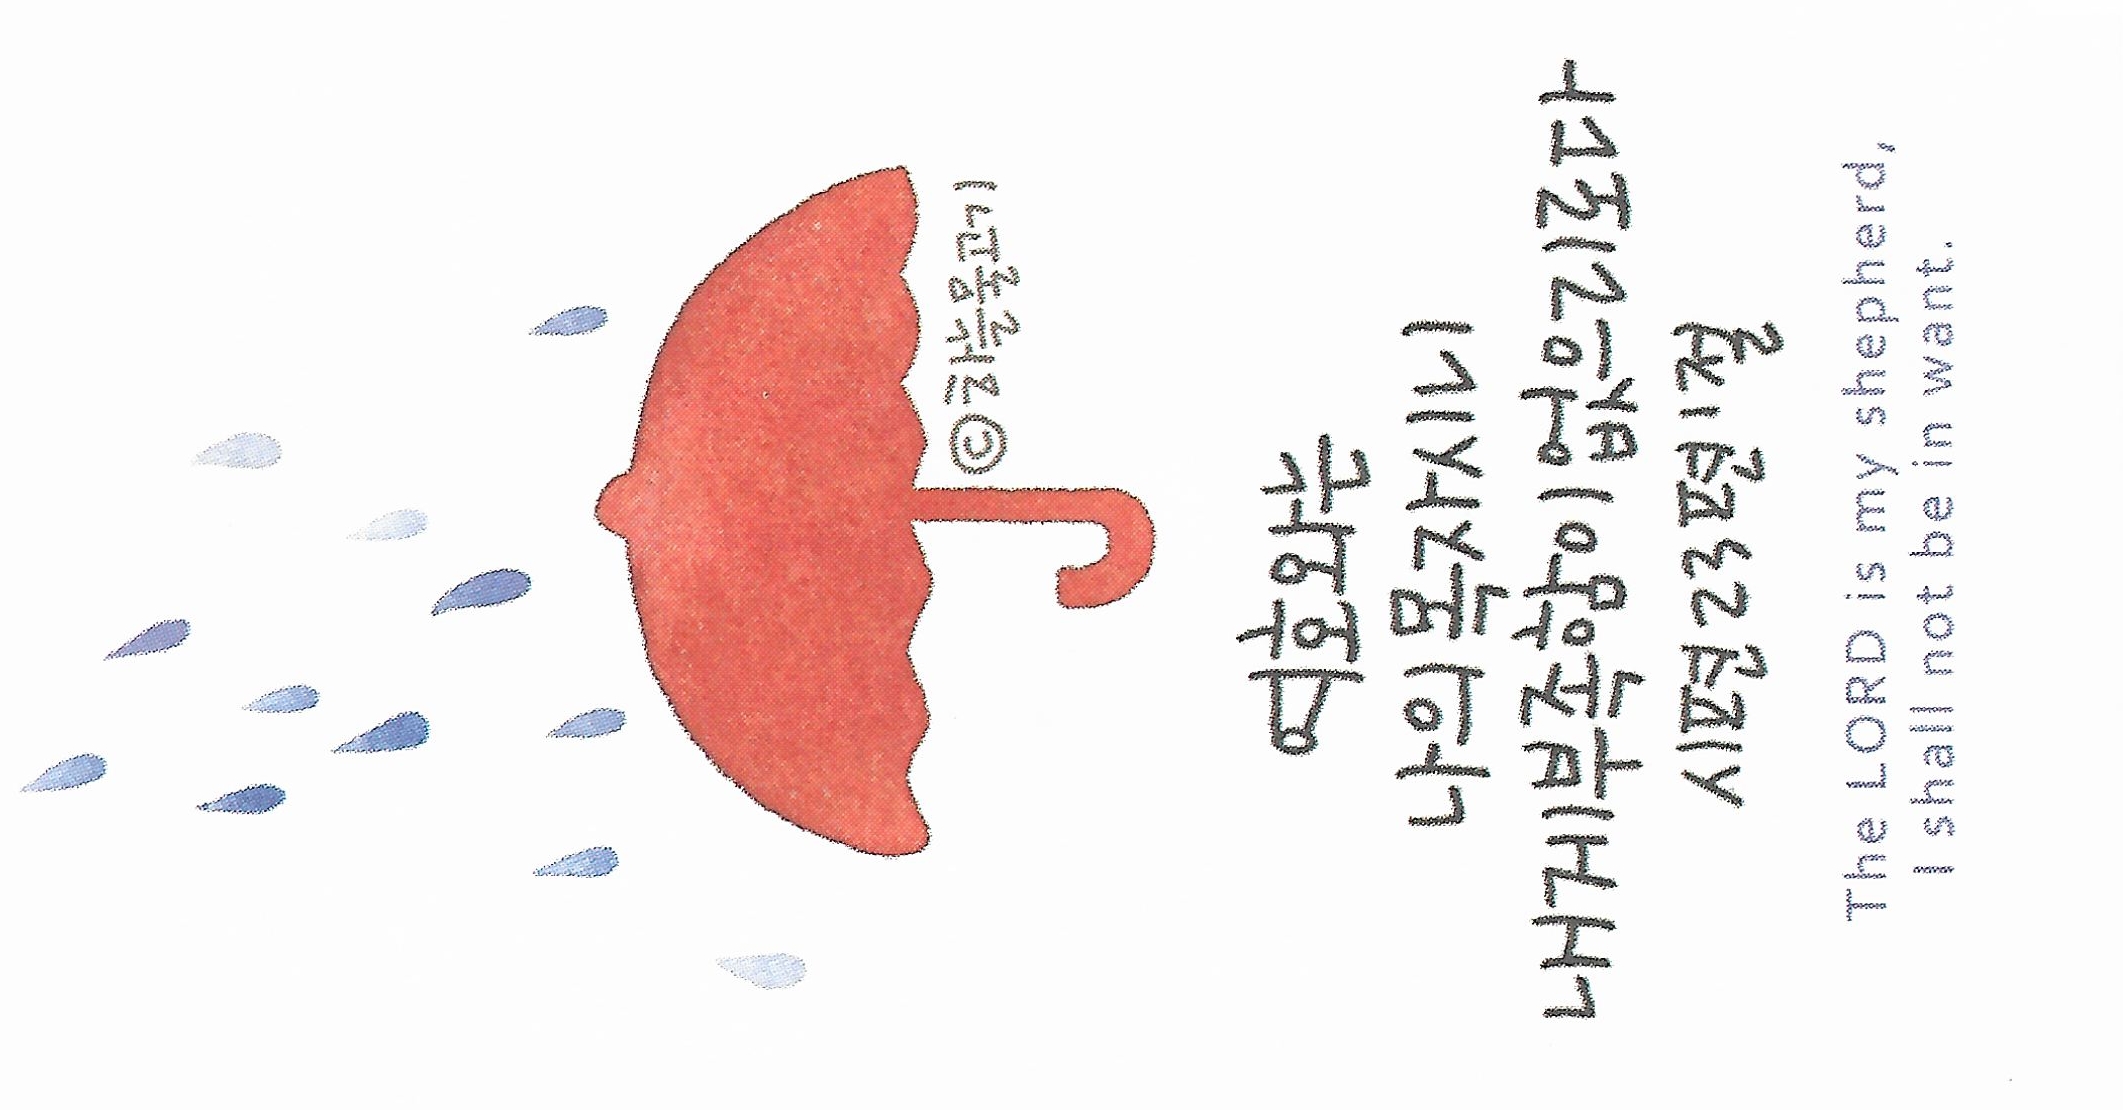 © 하늘물고기
여호와는
나의 목자시니
내게 부족함이 없으리로다
시편 23편 1절
The LORD is my shepherd,
I shall not be in want.